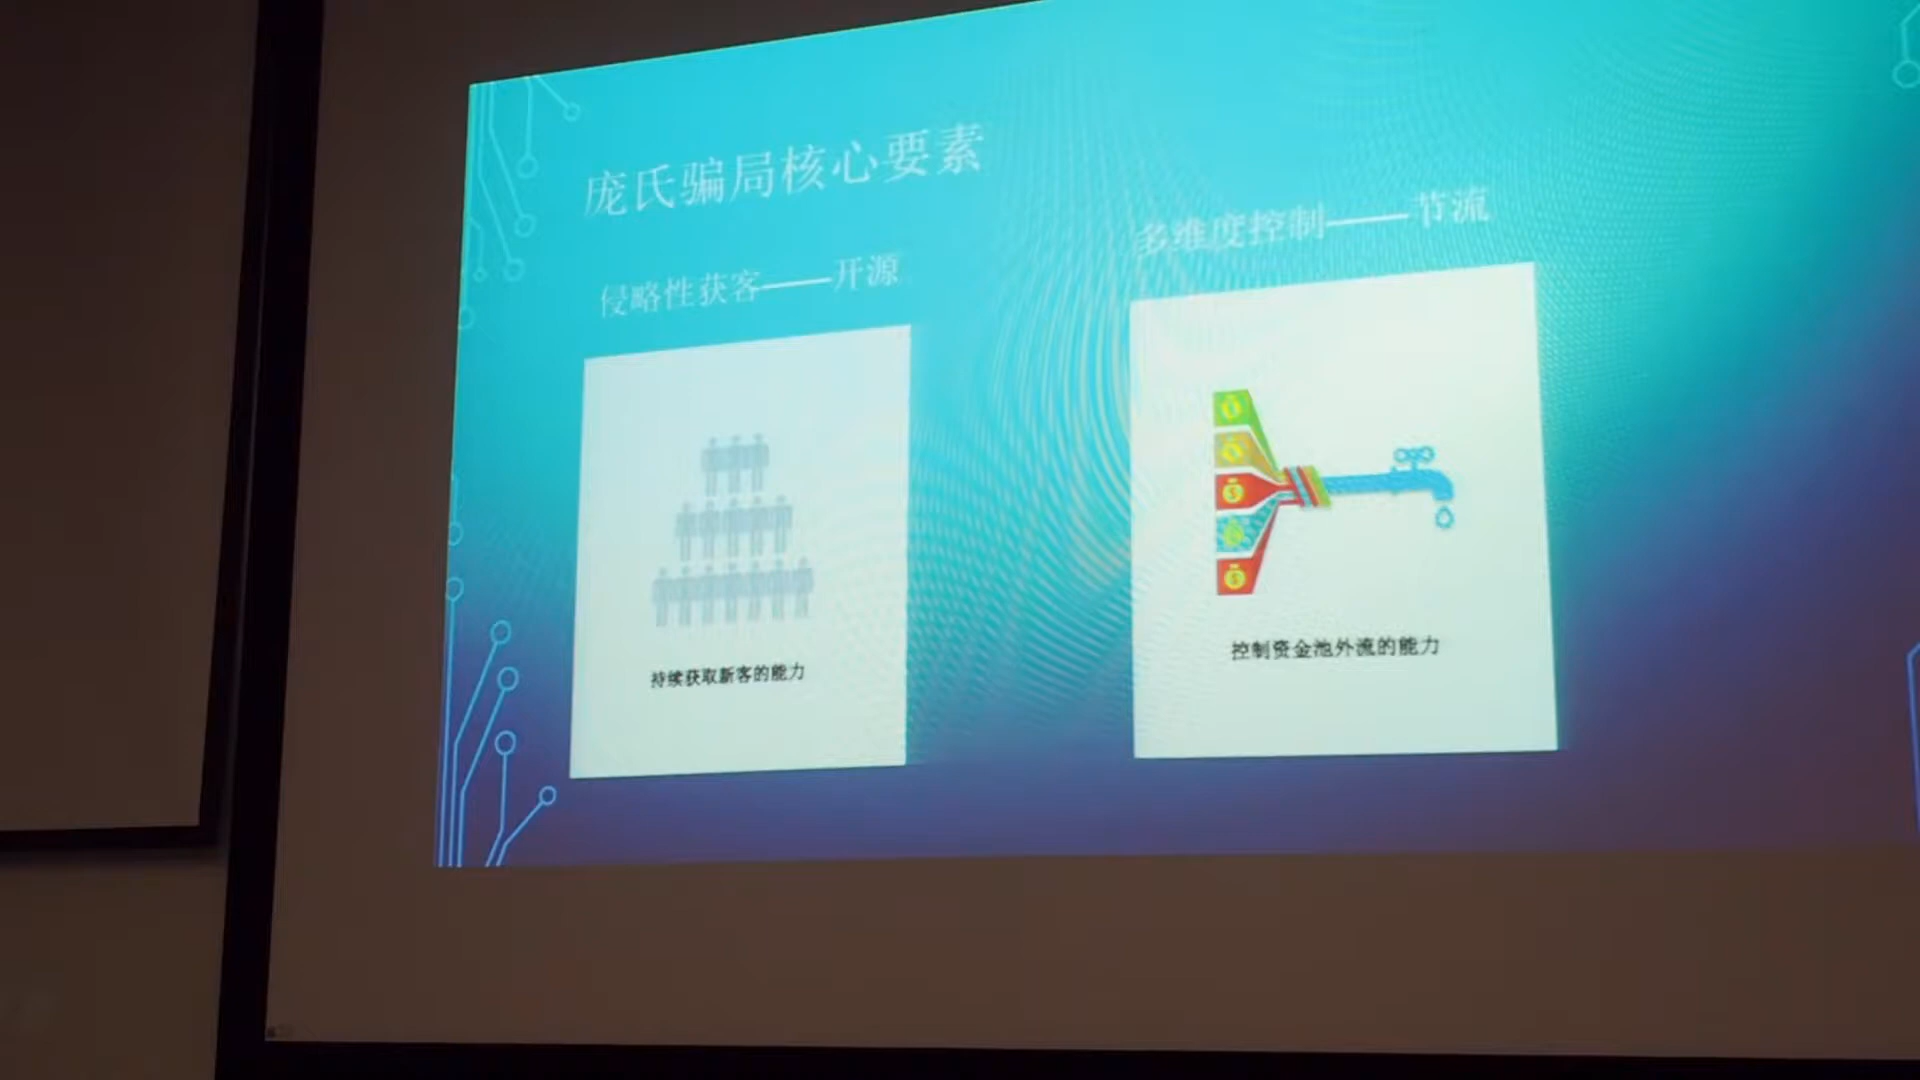 庞氏骗局核心要素
侵略性获客——开源
多维度控制——节流
持续获取新客的能力
控制资金池外流的能力